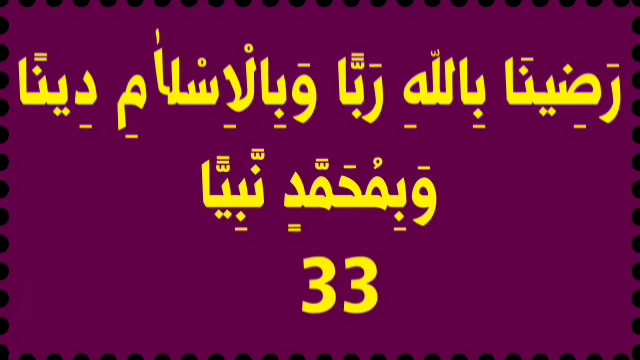 رَضِينَا بِاللّٰهِ رَبًّا وَبِالْاِسْلَامِ دِينًا
وَبِمُحَمَّدٍ نَّبِيًّا
33